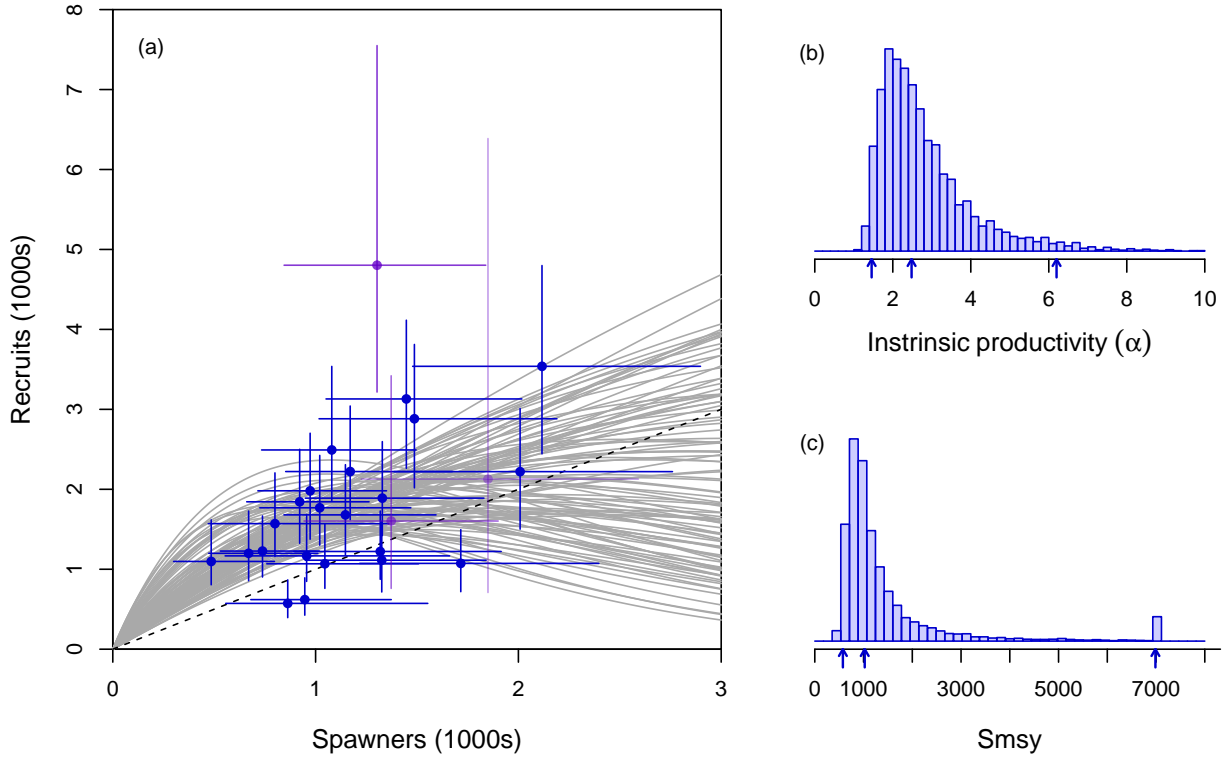 (a)
8
7
6
5
4
3
2
1
0
Recruits (1000s)
0 1 2 3
Spawners (1000s)
(b)
0 2 4 6 8 10
Instrinsic productivity (α)
(c)
0 1000 3000 5000 7000
Smsy